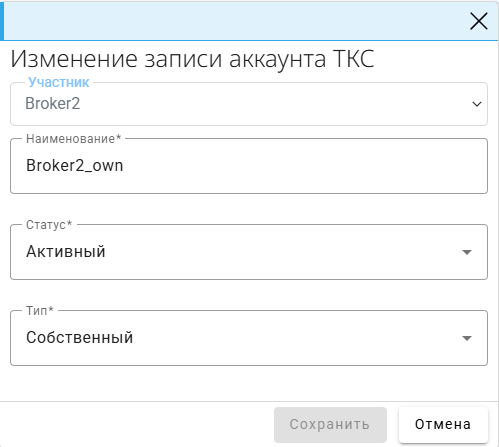 Изменение записи аккаунта ТКС
Участник
Broker2
Наименование*
Broker2_own
Статус*
Активный
Тип*
Собственный
Сохранить
Отмена